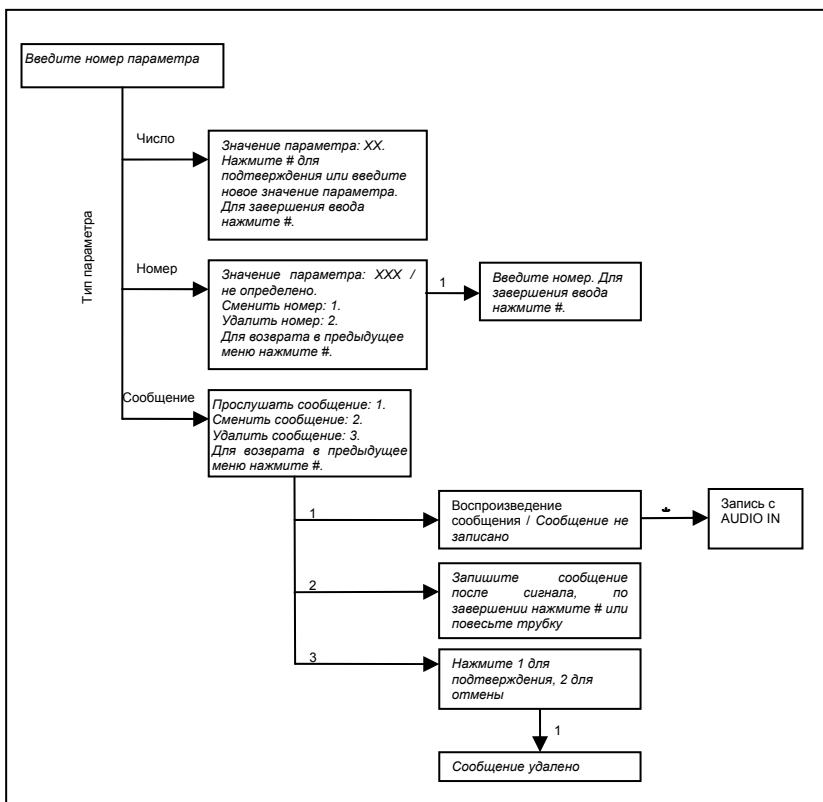 Введите номер параметра
Число
Значение параметра: XX.
Нажмите # для
подтверждения или введите
новое значение параметра.
Для завершения ввода
нажмите #.
Тип параметра
Номер
Значение параметра: XXX /
не определено.
Сменить номер: 1.
Удалить номер: 2.
Для возврата в предыдущее
меню нажмите #.
1
Введите номер. Для
завершения ввода
нажмите #.
Сообщение
Прослушать сообщение: 1.
Сменить сообщение: 2.
Удалить сообщение: 3.
Для возврата в предыдущее
меню нажмите #.
1
Воспроизведение
сообщения / Сообщение не
записано
*
Запись с
AUDIO IN
2
Запишите сообщение
после сигнала, по
завершении нажмите # или
повесьте трубку
3
Нажмите 1 для
подтверждения, 2 для
отмены
1
Сообщение удалено